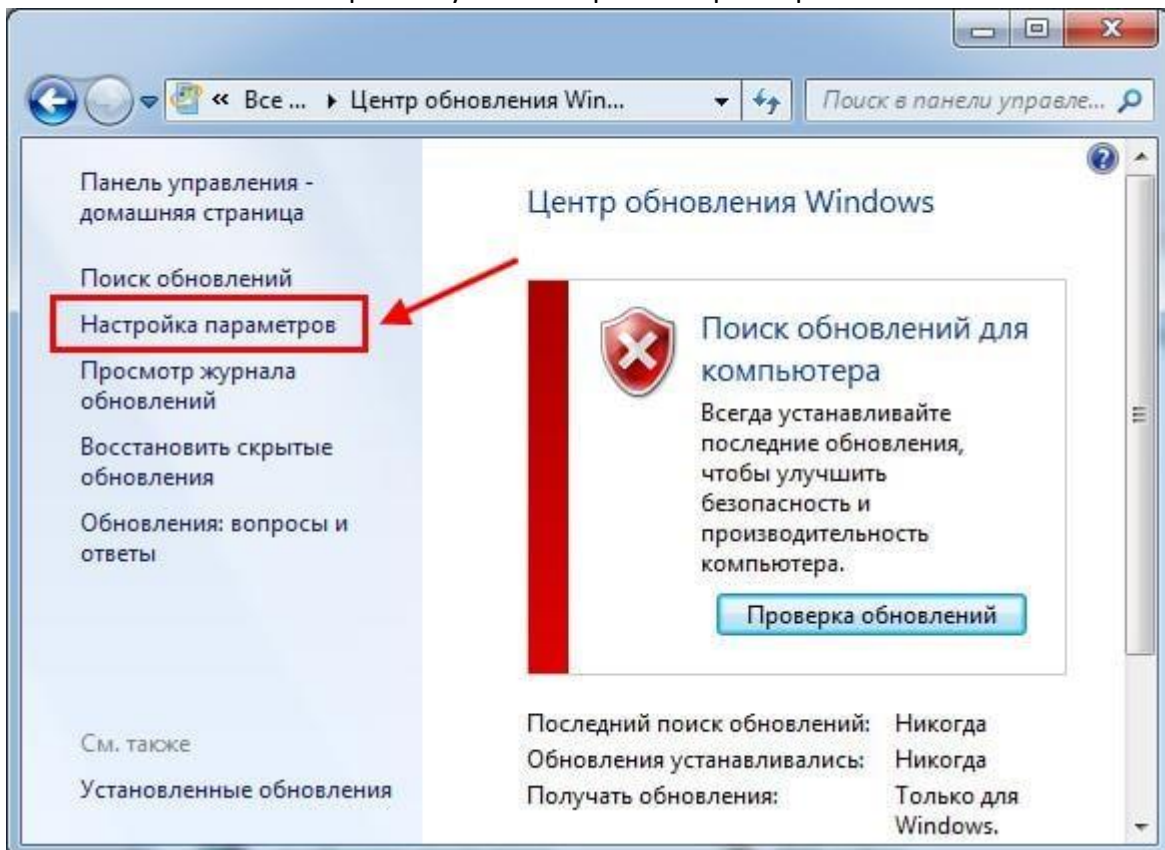 « Все ... ▸ Центр обновления Win...
Поиск в панели управле...
Панель управления -
домашняя страница
Поиск обновлений
Настройка параметров
Просмотр журнала
обновлений
Восстановить скрытые
обновления
Обновления: вопросы и
ответы
См. также
Установленные обновления
Центр обновления Windows
Поиск обновлений для
компьютера
Всегда устанавливайте
последние обновления,
чтобы улучшить
безопасность и
производительность
компьютера.
Проверка обновлений
Последний поиск обновлений: Никогда
Обновления устанавливались: Никогда
Получать обновления: Только для
Windows.